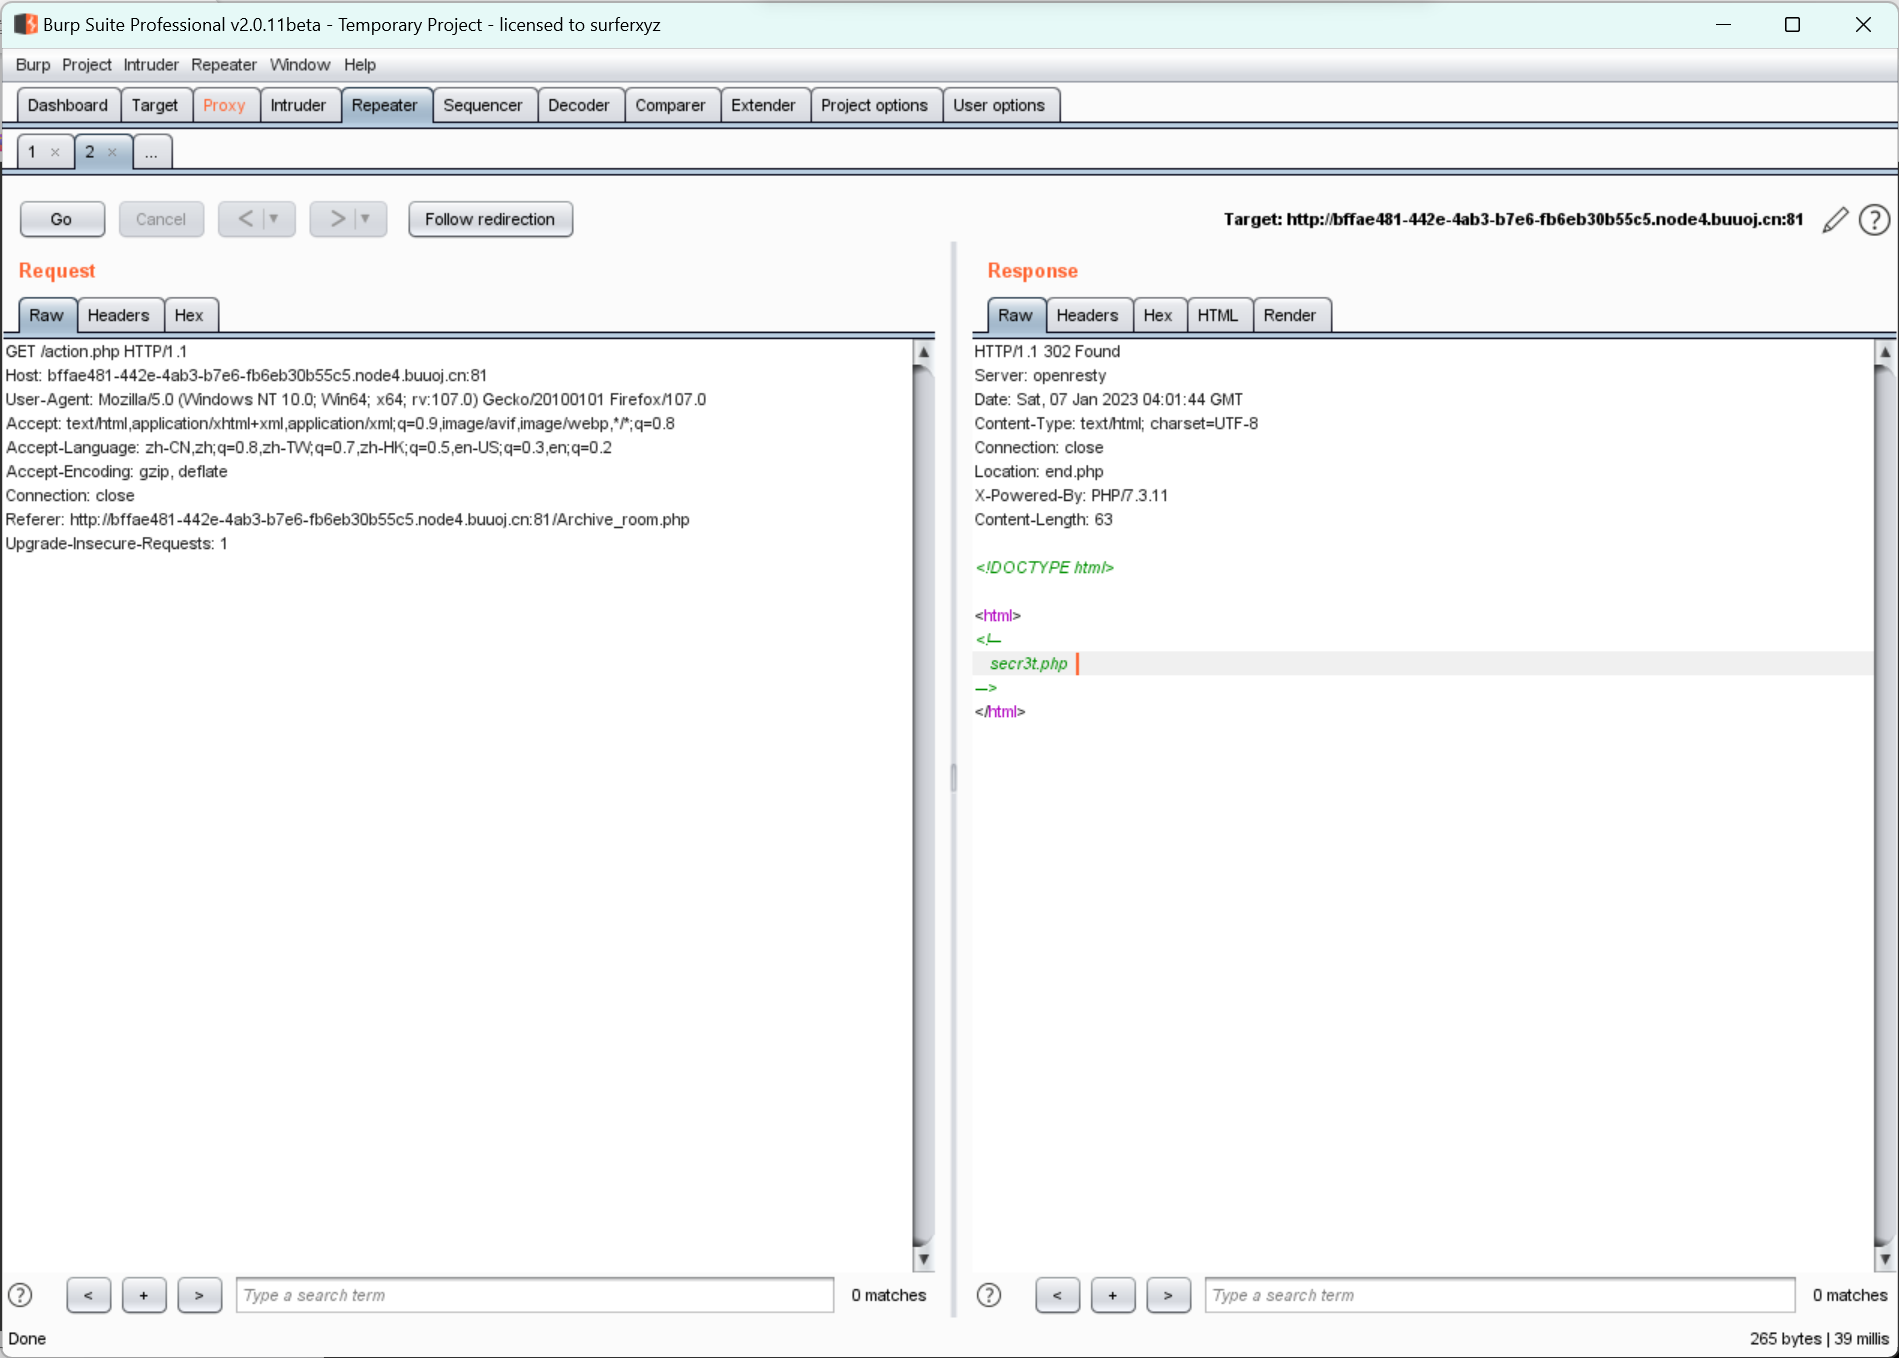 Burp Suite Professional v2.0.11beta - Temporary Project - licensed to surferxyz
Burp Project Intruder Repeater Window Help
Dashboard Target Proxy Intruder Repeater Sequencer Decoder Comparer Extender Project options User options
1 × 2 × ...
Go Cancel < ▼ > ▼ Follow redirection Target: http://bffae481-442e-4ab3-b7e6-fb6eb30b55c5.node4.buuoj.cn:81 ?
Request
Raw Headers Hex
GET /action.php HTTP/1.1
Host: bffae481-442e-4ab3-b7e6-fb6eb30b55c5.node4.buuoj.cn:81
User-Agent: Mozilla/5.0 (Windows NT 10.0; Win64; x64; rv:107.0) Gecko/20100101 Firefox/107.0
Accept: text/html,application/xhtml+xml,application/xml;q=0.9,image/avif,image/webp,*/*;q=0.8
Accept-Language: zh-CN,zh;q=0.8,zh-TW;q=0.7,zh-HK;q=0.5,en-US;q=0.3,en;q=0.2
Accept-Encoding: gzip, deflate
Connection: close
Referer: http://bffae481-442e-4ab3-b7e6-fb6eb30b55c5.node4.buuoj.cn:81/Archive_room.php
Upgrade-Insecure-Requests: 1
? < + > Type a search term 0 matches
Response
Raw Headers Hex HTML Render
HTTP/1.1 302 Found
Server: openresty
Date: Sat, 07 Jan 2023 04:01:44 GMT
Content-Type: text/html; charset=UTF-8
Connection: close
Location: end.php
X-Powered-By: PHP/7.3.11
Content-Length: 63
<!DOCTYPE html>
<html>
<!--
secr3t.php
-->
</html>
? < + > Type a search term 0 matches
Done 265 bytes | 39 millis